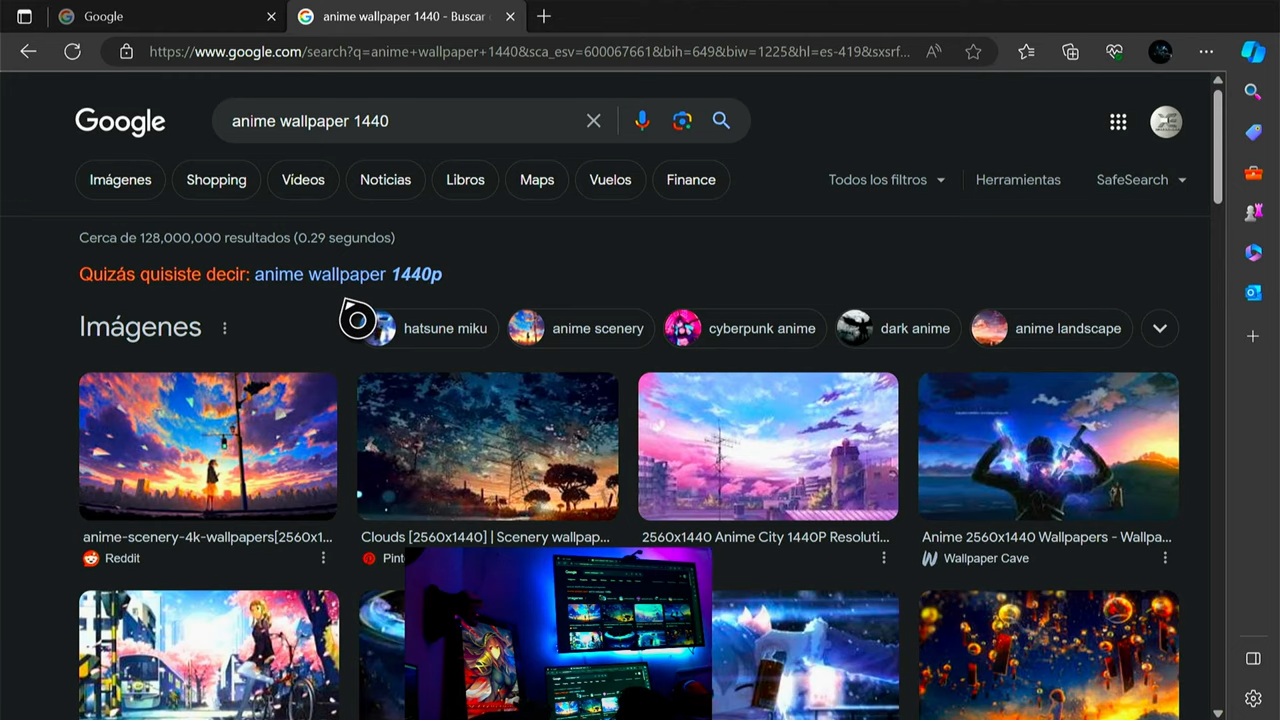 Google
anime wallpaper 1440 - Buscar
https://www.google.com/search?q=anime+wallpaper+1440&sca_esv=600067661&bih=649&biw=1225&hl=es-419&sxsrf...
Google
anime wallpaper 1440
Imágenes
Shopping
Videos
Noticias
Libros
Maps
Vuelos
Finance
Todos los filtros
Herramientas
SafeSearch
Cerca de 128,000,000 resultados (0.29 segundos)
Quizás quisiste decir: anime wallpaper 1440p
Imágenes
hatsune miku
anime scenery
cyberpunk anime
dark anime
anime landscape
anime-scenery-4k-wallpapers[2560x1...
Reddit
Clouds [2560x1440] | Scenery wallpap...
Pint
2560x1440 Anime City 1440P Resoluti...
Anime 2560x1440 Wallpapers - Wallpa...
Wallpaper Cave